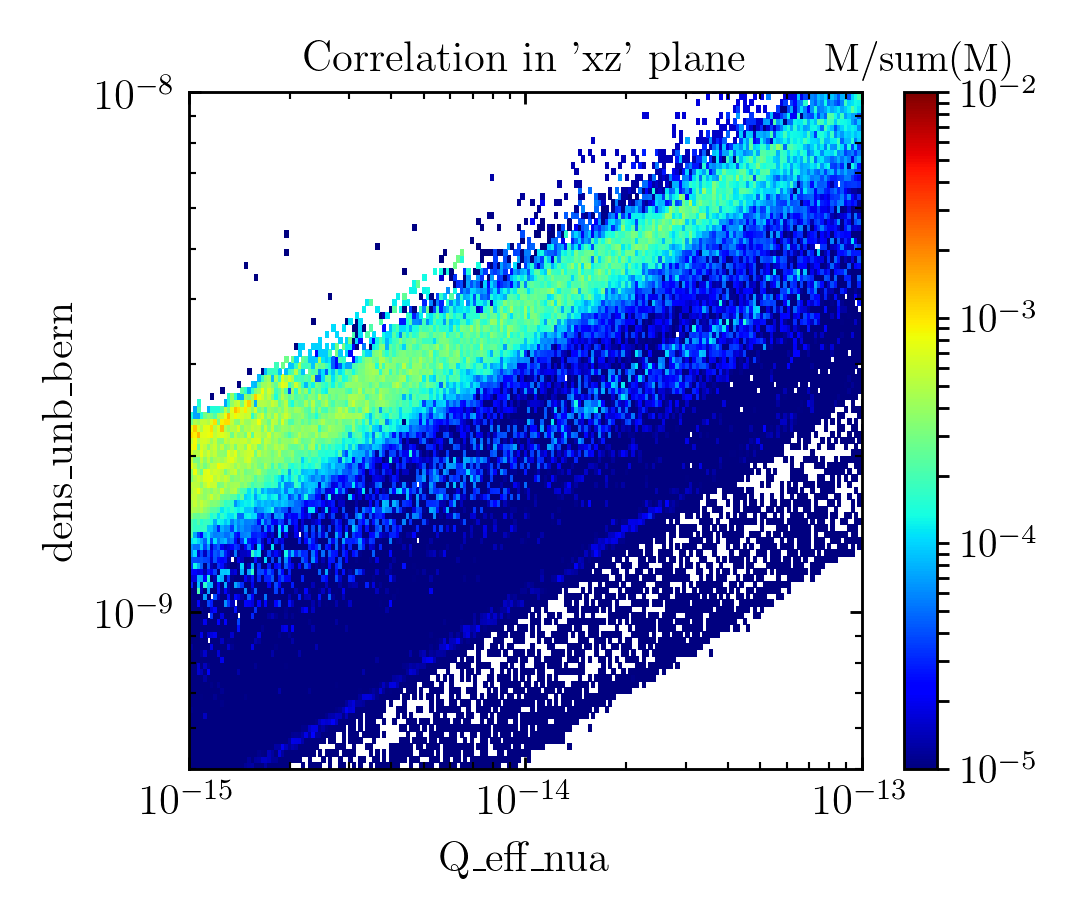 Correlation in 'xz' plane
M/sum(M)
10⁻⁸
10⁻⁹
dens_unb_bern
10⁻¹⁵
10⁻¹⁴
10⁻¹³
Q_eff_nua
10⁻²
10⁻³
10⁻⁴
10⁻⁵